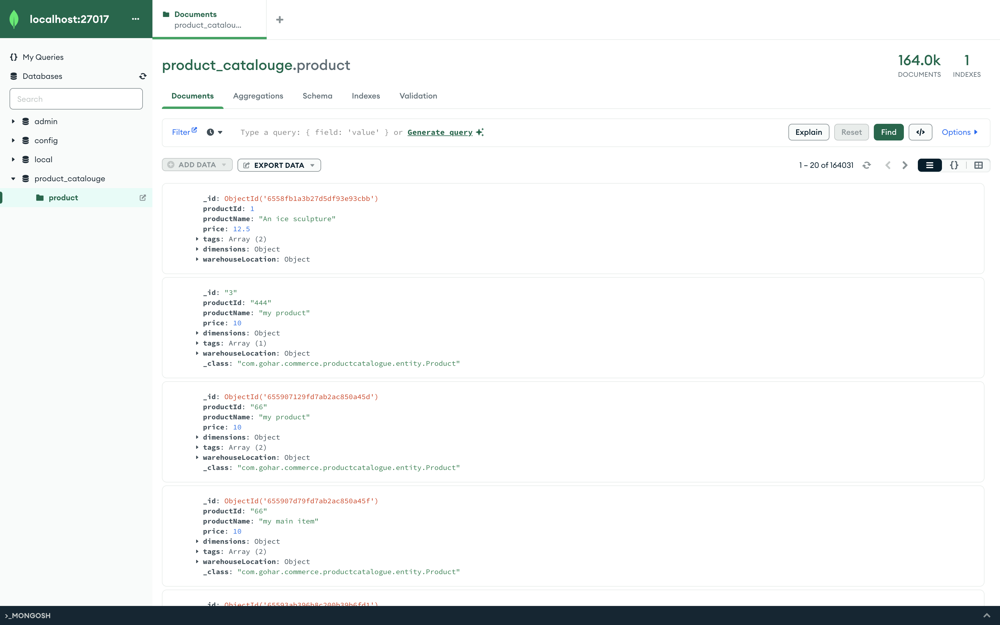 localhost:27017
My Queries
Databases
Search
admin
config
local
product_catalouge
product
Documents
product_catalou...
product_catalouge.product
164.0k
DOCUMENTS
1
INDEXES
Documents Aggregations Schema Indexes Validation
Filter Type a query: { field: 'value' } or Generate query Explain Reset Find </> Options
ADD DATA EXPORT DATA 1 – 20 of 164031
_id: ObjectId('6558fb1a3b27d5df93e93cbb')
productId: 1
productName: "An ice sculpture"
price: 12.5
tags: Array (2)
dimensions: Object
warehouseLocation: Object
_id: "3"
productId: "444"
productName: "my product"
price: 10
dimensions: Object
tags: Array (1)
warehouseLocation: Object
_class: "com.gohar.commerce.productcatalogue.entity.Product"
_id: ObjectId('655907129fd7ab2ac850a45d')
productId: "66"
productName: "my product"
price: 10
dimensions: Object
tags: Array (2)
warehouseLocation: Object
_class: "com.gohar.commerce.productcatalogue.entity.Product"
_id: ObjectId('655907d79fd7ab2ac850a45f')
productId: "66"
productName: "my main item"
price: 10
dimensions: Object
tags: Array (2)
warehouseLocation: Object
_class: "com.gohar.commerce.productcatalogue.entity.Product"
_id: ObjectId('65593ab396b8c200b39b6fd1')
>_MONGOSH